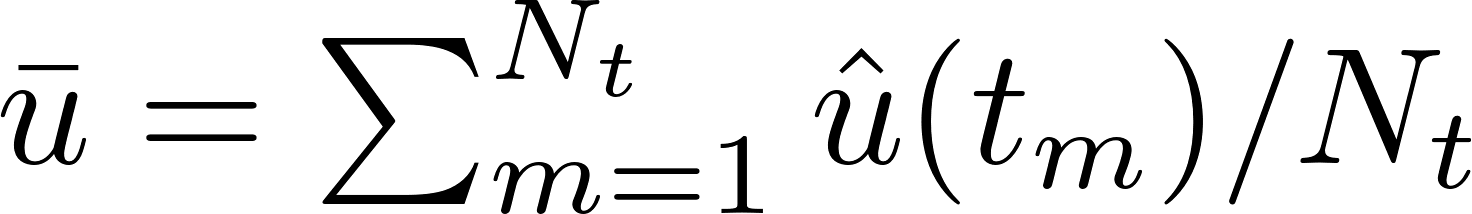 $\bar{u} = \sum_{m=1}^{N_t} \hat{u}(t_m)/N_t$